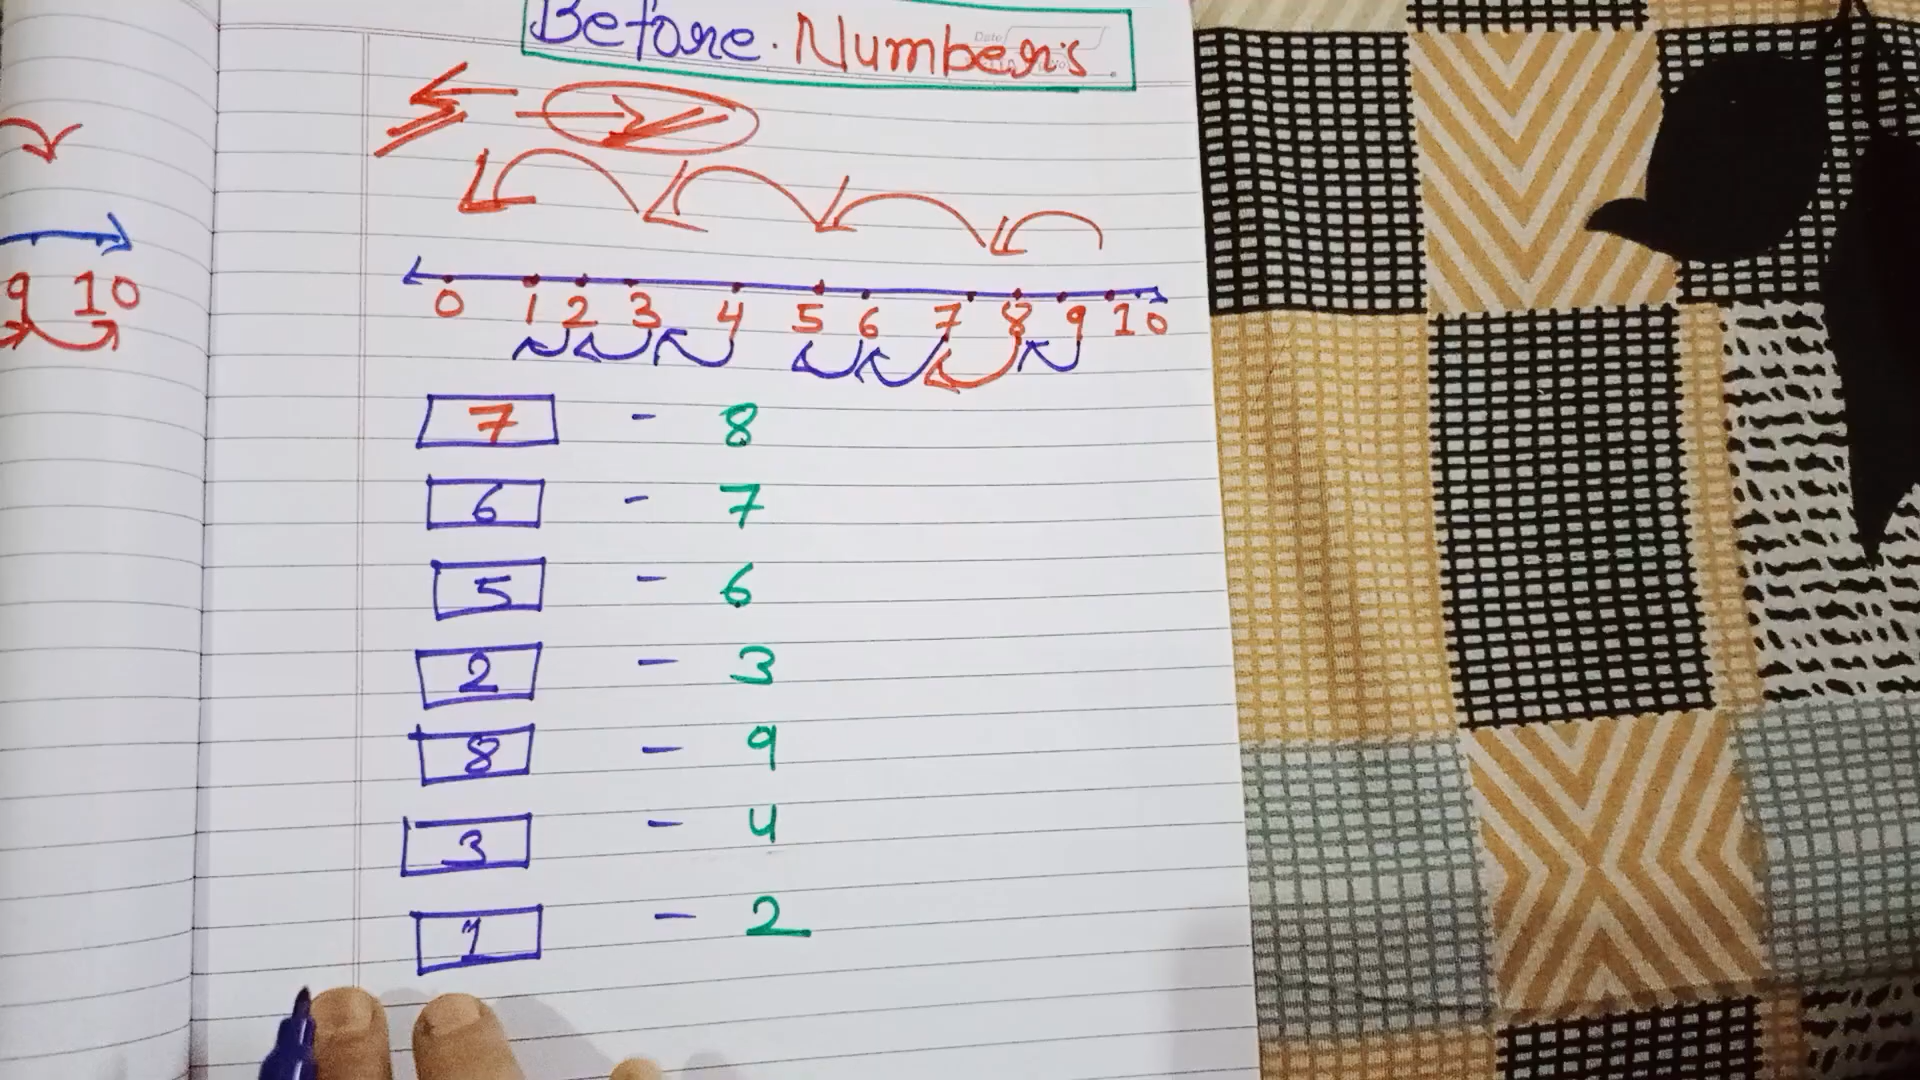 Before. Numbers.
Date
9 10
0 1 2 3 4 5 6 7 8 9 10
7 - 8
6 - 7
5 - 6
2 - 3
8 - 9
3 - 4
1 - 2